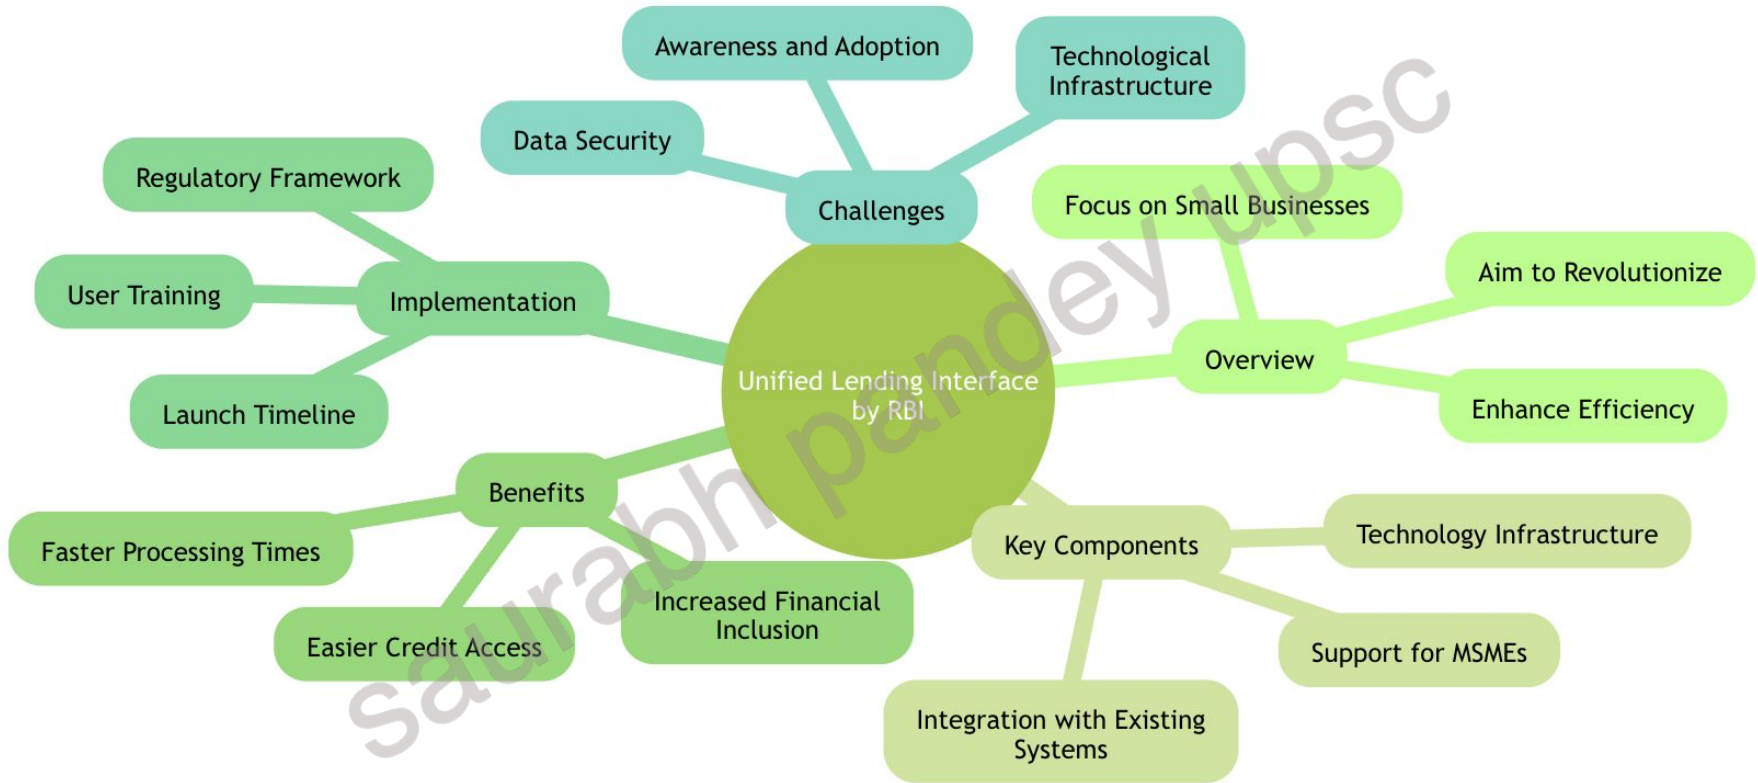 Awareness and Adoption
Technological
Infrastructure
Data Security
Challenges
Regulatory Framework
User Training
Implementation
Launch Timeline
Focus on Small Businesses
Aim to Revolutionize
Overview
Enhance Efficiency
Unified Lending Interface
by RBI
Benefits
Faster Processing Times
Easier Credit Access
Increased Financial
Inclusion
Key Components
Technology Infrastructure
Support for MSMEs
Integration with Existing
Systems
saurabh pandey upsc